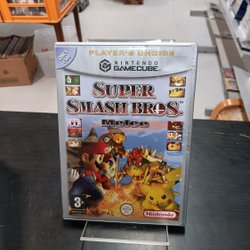 PLAYER'S CHOICE
NINTENDO
GAMECUBE
SUPER
SMASH BROS.
Melee
3+
PAL
Nintendo